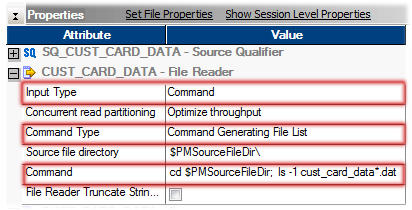 Properties Set File Properties Show Session Level Properties
Attribute Value
SQ SQ_CUST_CARD_DATA - Source Qualifier
CUST_CARD_DATA - File Reader
Input Type Command
Concurrent read partitioning Optimize throughput
Command Type Command Generating File List
Source file directory $PMSourceFileDir\
Command cd $PMSourceFileDir; ls -1 cust_card_data*.dat
File Reader Truncate Strin...